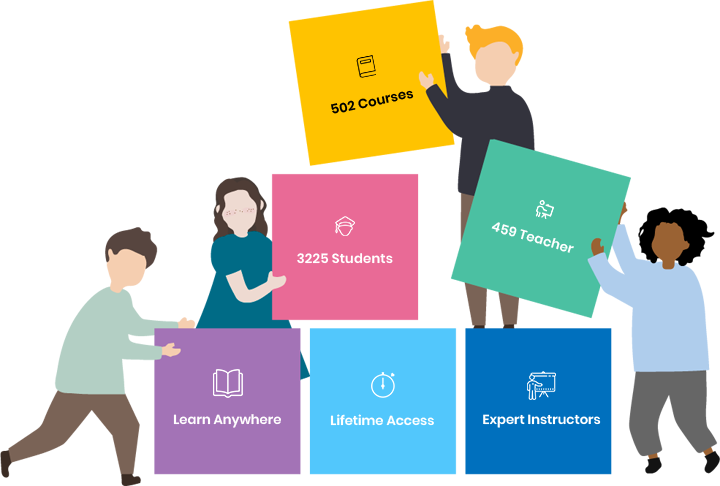 502 Courses
459 Teacher
3225 Students
Learn Anywhere
Lifetime Access
Expert Instructors